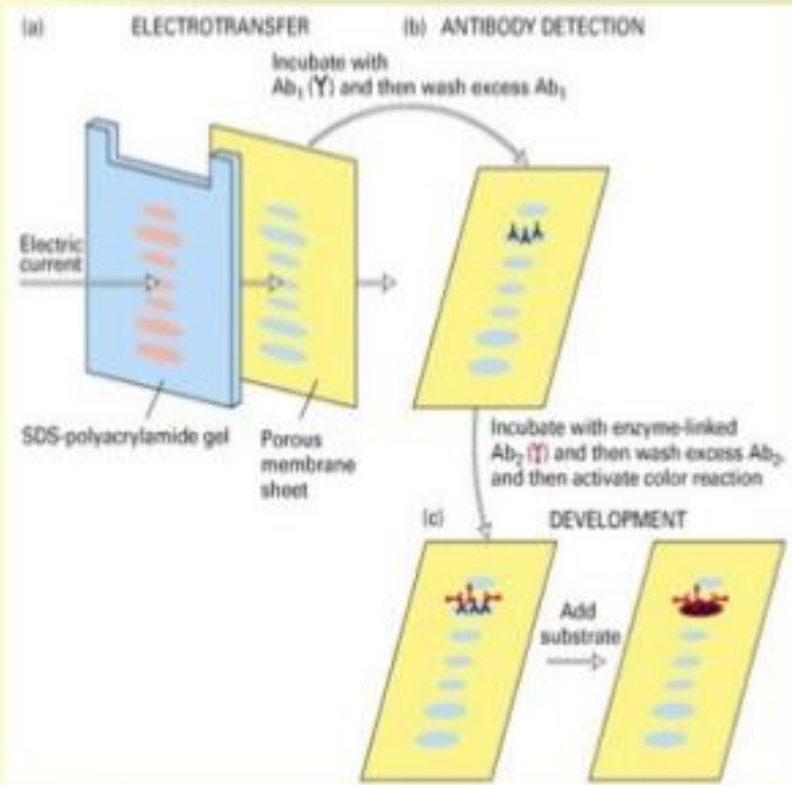 (a) ELECTROTRANSFER
(b) ANTIBODY DETECTION
Incubate with
Ab₁ (Y) and then wash excess Ab₁
Electric
current
SDS-polyacrylamide gel
Porous
membrane
sheet
Incubate with enzyme-linked
Ab₂ (Y) and then wash excess Ab₂,
and then activate color reaction
(c) DEVELOPMENT
Add
substrate